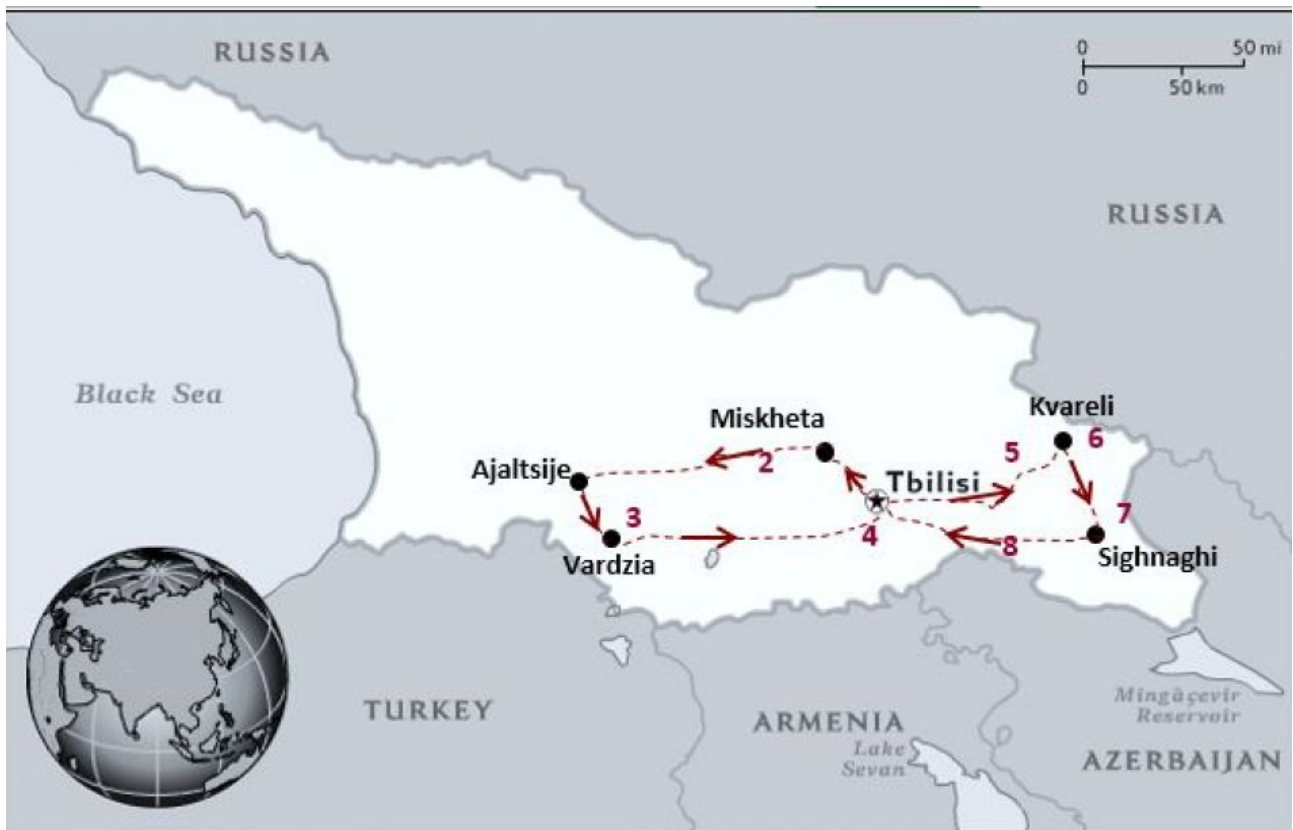 RUSSIA
0 50 mi
0 50 km
RUSSIA
Black Sea
Kvareli
Miskheta
6
5
2
Ajaltsije
Tbilisi
3
7
4
8
Vardzia
Sighnaghi
TURKEY
ARMENIA
Lake
Sevan
Mingäçevir
Reservoir
AZERBAIJAN